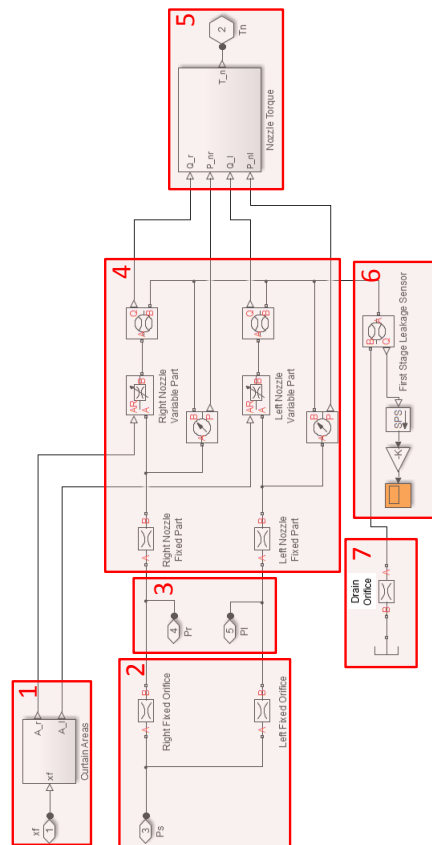 1
xf
1
xf
A_r
A_l
Curtain Areas
2
3
Ps
A
B
Right Fixed Orifice
A
B
Left Fixed Orifice
3
4
Pr
5
Pl
4
A
B
Right Nozzle
Fixed Part
AR
A
B
Right Nozzle
Variable Part
A
Q
B
A
B
P
A
B
Left Nozzle
Fixed Part
AR
A
B
Left Nozzle
Variable Part
A
Q
B
A
B
P
5
Q_r
P_nr
Q_l
P_nl
T_n
Nozzle Torque
2
Tn
6
B
A
Q
SPS
-K
First Stage Leakage Sensor
7
Drain
Orifice
B
A